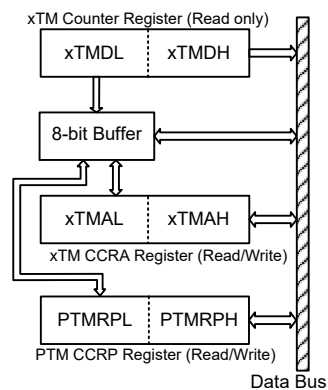 xTM Counter Register (Read only)
xTMDL xTMDH
8-bit Buffer
xTMAL xTMAH
xTM CCRA Register (Read/Write)
PTMRPL PTMRPH
PTM CCRP Register (Read/Write)
Data Bus